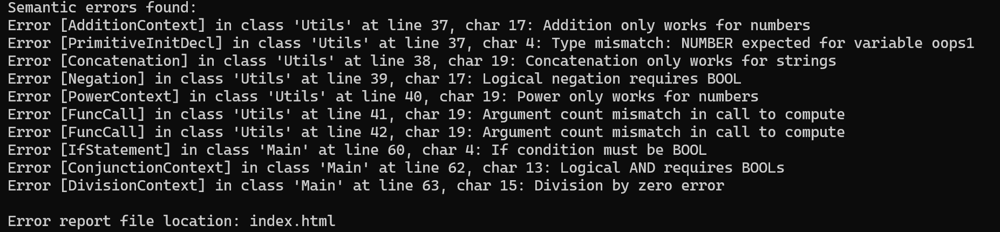 Semantic errors found:
Error [AdditionContext] in class 'Utils' at line 37, char 17: Addition only works for numbers
Error [PrimitiveInitDecl] in class 'Utils' at line 37, char 4: Type mismatch: NUMBER expected for variable oops1
Error [Concatenation] in class 'Utils' at line 38, char 19: Concatenation only works for strings
Error [Negation] in class 'Utils' at line 39, char 17: Logical negation requires BOOL
Error [PowerContext] in class 'Utils' at line 40, char 19: Power only works for numbers
Error [FuncCall] in class 'Utils' at line 41, char 19: Argument count mismatch in call to compute
Error [FuncCall] in class 'Utils' at line 42, char 19: Argument count mismatch in call to compute
Error [IfStatement] in class 'Main' at line 60, char 4: If condition must be BOOL
Error [ConjunctionContext] in class 'Main' at line 62, char 13: Logical AND requires BOOLs
Error [DivisionContext] in class 'Main' at line 63, char 15: Division by zero error
Error report file location: index.html